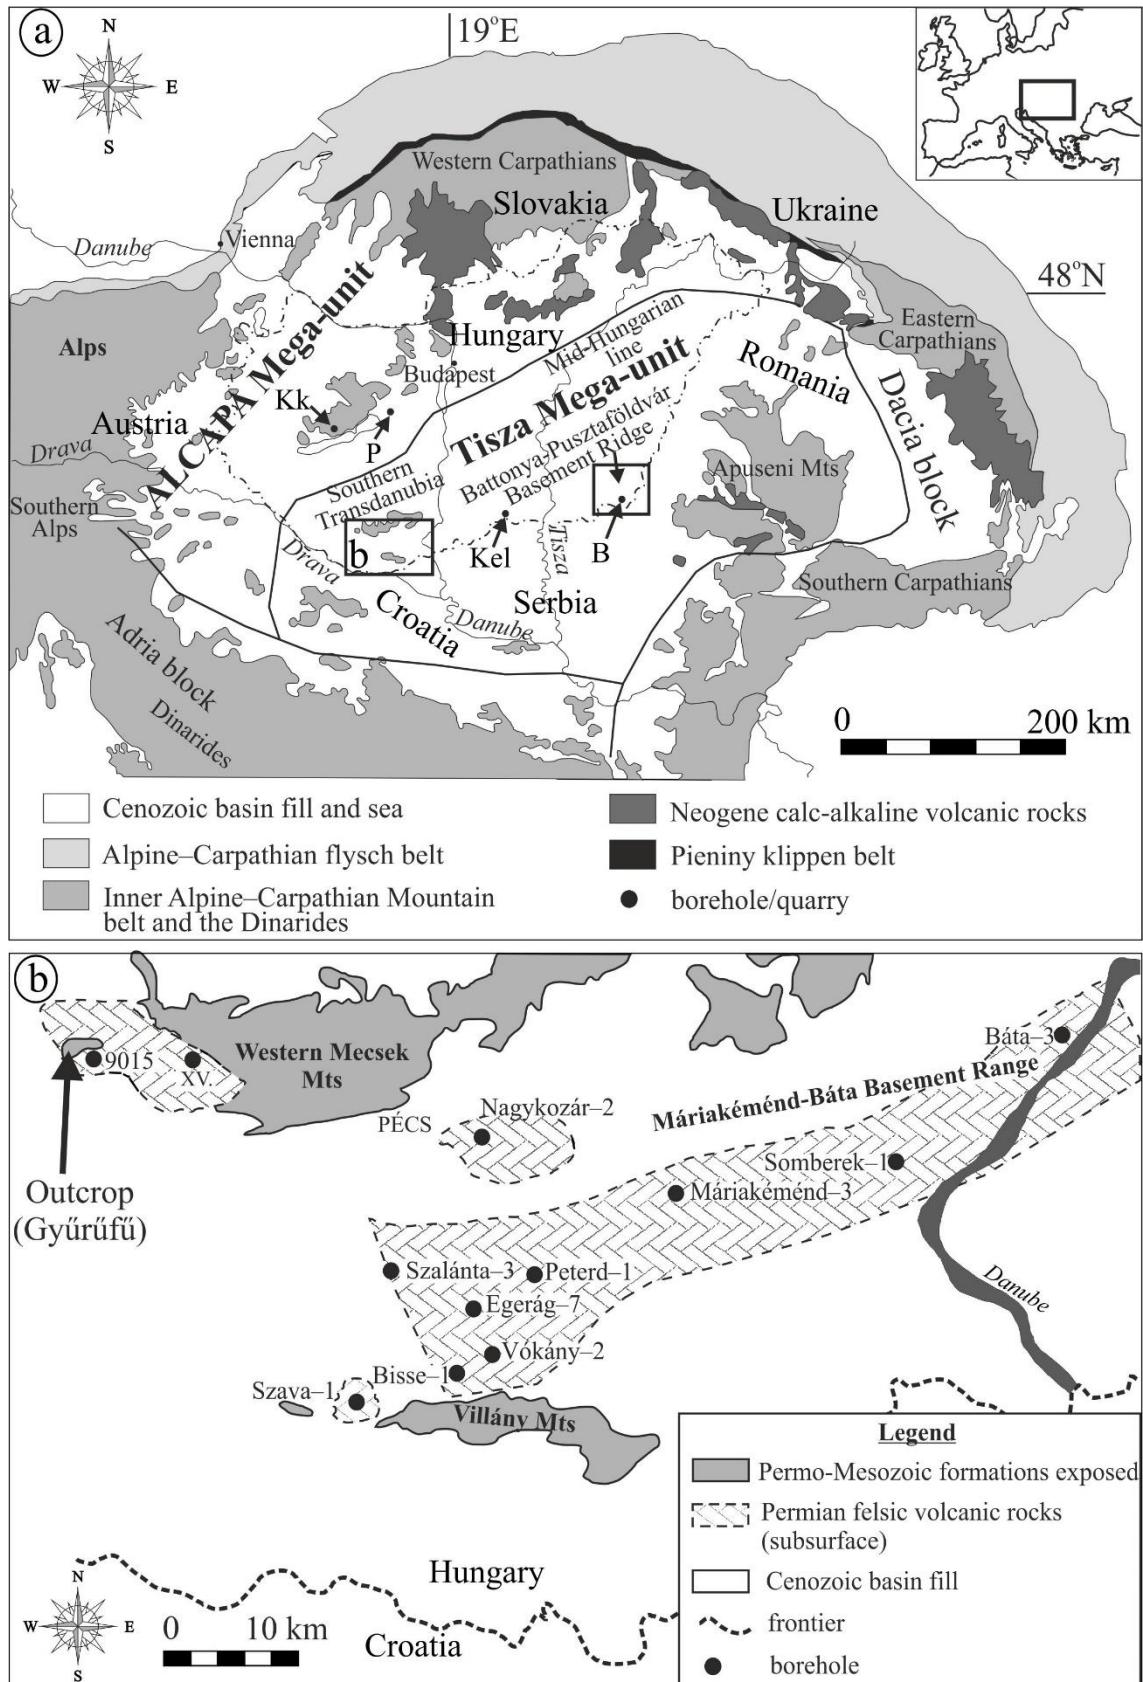 a
19°E
N
W
E
S
Western Carpathians
Slovakia
Ukraine
Danube
Vienna
48°N
ALCAPA Mega-unit
Hungary
Mid-Hungarian
line
Eastern
Carpathians
Alps
Budapest
Tisza Mega-unit
Romania
Dacia block
Kk
Austria
P
Battonya-Pusztaföldvár
Basement Ridge
Drava
Southern
Alps
Southern
Transdanubia
Apuseni Mts
b
Drava
Kel
Tisza
B
Southern Carpathians
Croatia
Serbia
Danube
Adria block
Dinarides
0 200 km
Cenozoic basin fill and sea
Alpine–Carpathian flysch belt
Inner Alpine–Carpathian Mountain
belt and the Dinarides
Neogene calc-alkaline volcanic rocks
Pieniny klippen belt
borehole/quarry
b
Báta–3
9015
XV.
Western Mecsek
Mts
Máriakéménd-Báta Basement Range
PÉCS
Nagykozár–2
Somberek–1
Máriakéménd–3
Outcrop
(Gyűrűfű)
Szalánta–3
Peterd–1
Egerág–7
Vókány–2
Bisse–1
Szava–1
Villány Mts
Danube
Legend
Permo-Mesozoic formations exposed
Permian felsic volcanic rocks
(subsurface)
Cenozoic basin fill
frontier
borehole
N
W
E
S
0 10 km
Hungary
Croatia